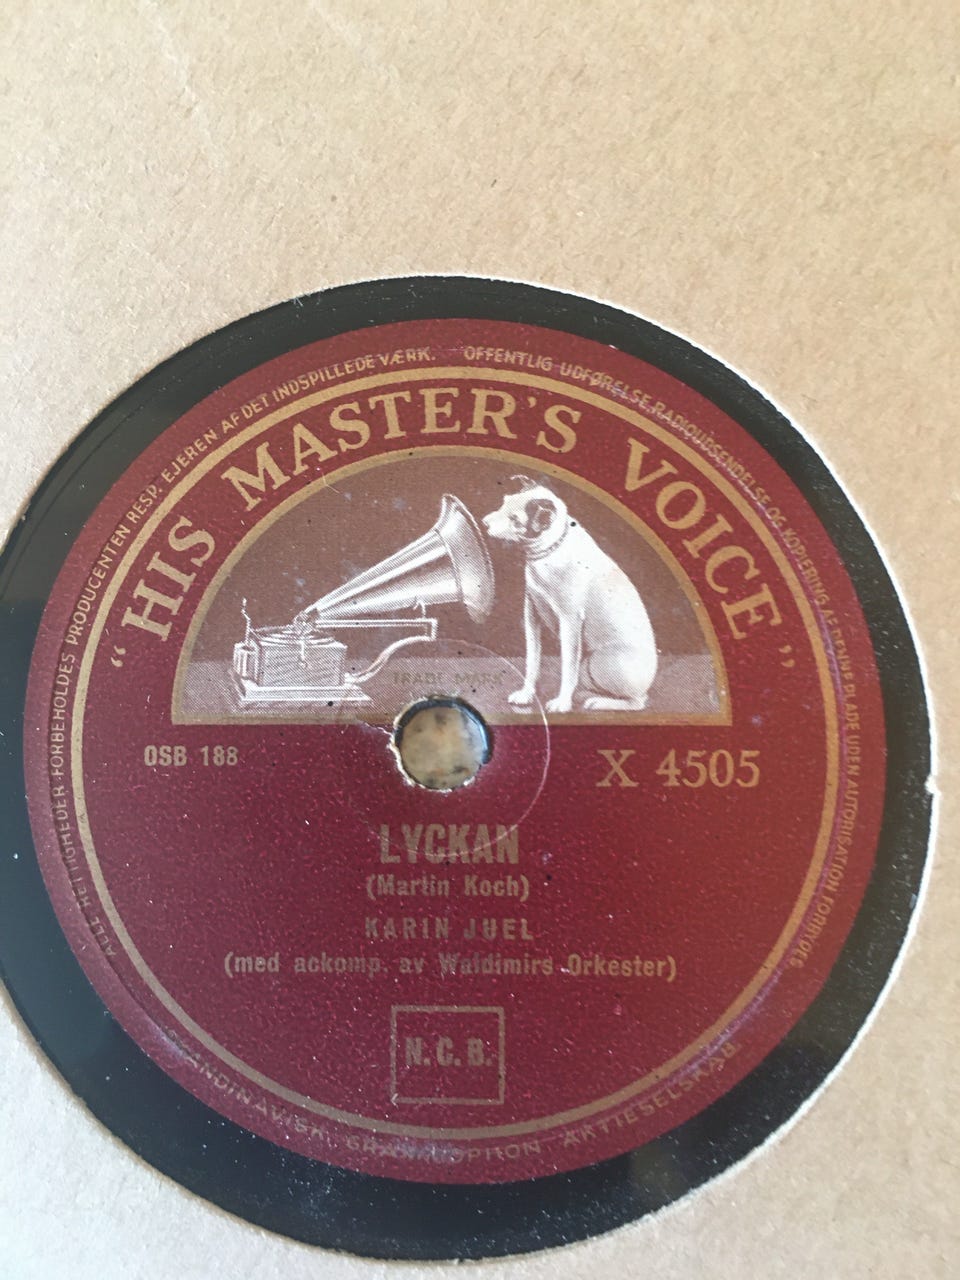 ALLE RETTIGHEDER FORBEHOLDES PRODUCENTEN RESP. EJEREN AF DET INDSPILLEDE VÆRK. OFFENTLIG UDFØRELSE, RADIOUDSENDELSE OG KOPIERING AF DENNE PLADE UDEN AUTORISATION FORBYDES
"HIS MASTER'S VOICE"
TRADE MARK
OSB 188
X 4505
LYCKAN
(Martin Koch)
KARIN JUEL
(med ackomp. av Waldimirs Orkester)
N.C.B.
SKANDINAVISK GRAMMOPHON AKTIESELSKAB.